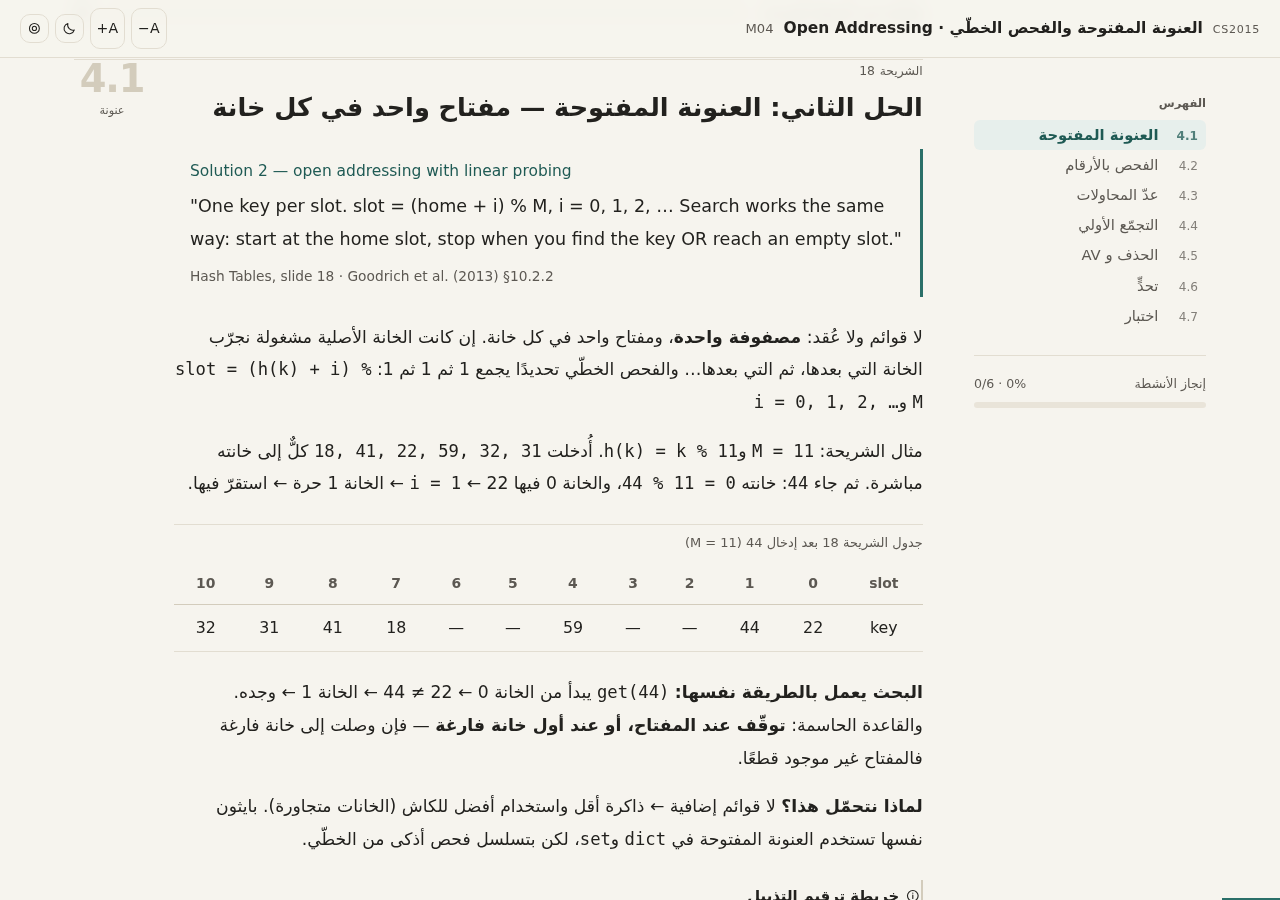 CS2015 العنونة المفتوحة والفحص الخطّي · Open Addressing M04
A− A+
الفهرس
4.1 العنونة المفتوحة
4.2 الفحص بالأرقام
4.3 عدّ المحاولات
4.4 التجمّع الأولي
4.5 الحذف و AV
4.6 تحدٍّ
4.7 اختبار
إنجاز الأنشطة 0/6 · 0%
الشريحة 18
4.1
عنونة
الحل الثاني: العنونة المفتوحة — مفتاح واحد في كل خانة
Solution 2 — open addressing with linear probing
"One key per slot. slot = (home + i) % M, i = 0, 1, 2, … Search works the same
way: start at the home slot, stop when you find the key OR reach an empty slot."
Hash Tables, slide 18 · Goodrich et al. (2013) §10.2.2
لا قوائم ولا عُقد: مصفوفة واحدة، ومفتاح واحد في كل خانة. إن كانت الخانة الأصلية مشغولة نجرّب
الخانة التي بعدها، ثم التي بعدها… والفحص الخطّي تحديدًا يجمع 1 ثم 1 ثم 1: slot = (h(k) + i) %
M و i = 0, 1, 2, …
مثال الشريحة: M = 11 و h(k) = k % 11. أُدخلت 18, 41, 22, 59, 32, 31 كلٌّ إلى خانته
مباشرة. ثم جاء 44: خانته 44 % 11 = 0، والخانة 0 فيها 22 ← i = 1 ← الخانة 1 حرة ← استقرّ فيها.
جدول الشريحة 18 بعد إدخال 44 (M = 11)
slot 0 1 2 3 4 5 6 7 8 9 10
key 22 44 — — 59 — — 18 41 31 32
البحث يعمل بالطريقة نفسها: get(44) يبدأ من الخانة 0 ← 22 ≠ 44 ← الخانة 1 ← وجده.
والقاعدة الحاسمة: توقّف عند المفتاح، أو عند أول خانة فارغة — فإن وصلت إلى خانة فارغة
فالمفتاح غير موجود قطعًا.
لماذا نتحمّل هذا؟ لا قوائم إضافية ← ذاكرة أقل واستخدام أفضل للكاش (الخانات متجاورة). بايثون
نفسها تستخدم العنونة المفتوحة في dict و set، لكن بتسلسل فحص أذكى من الخطّي.
خريطة ترقيم التذييل